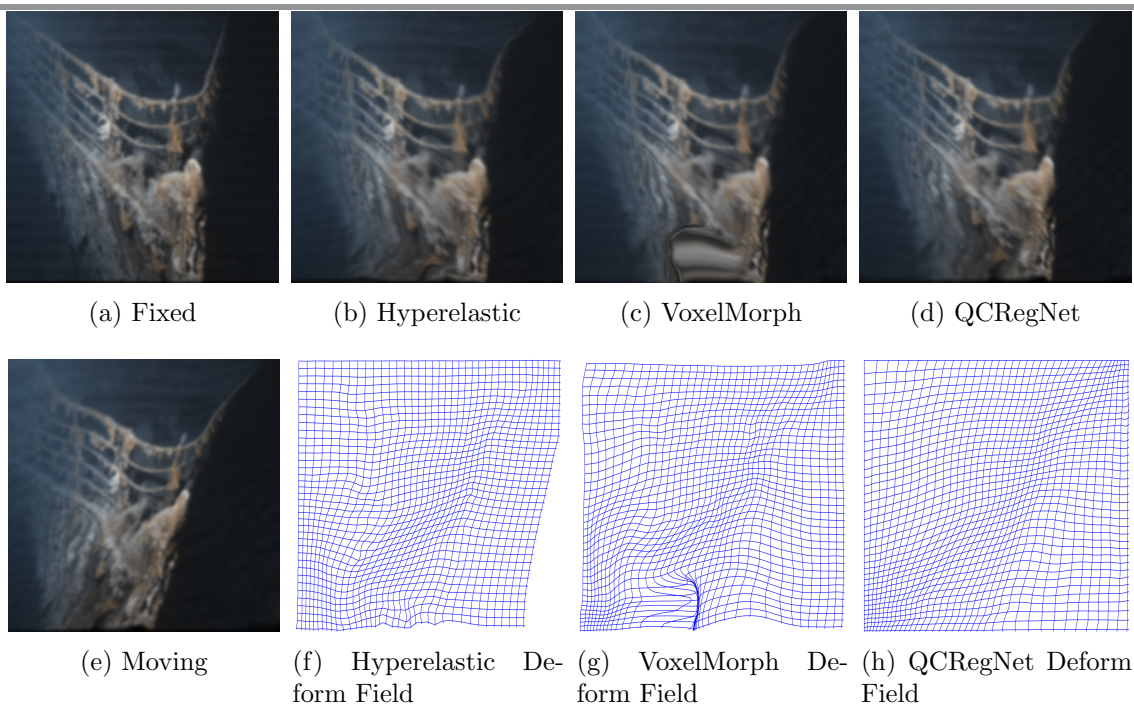 (a) Fixed
(b) Hyperelastic
(c) VoxelMorph
(d) QCRegNet
(e) Moving
(f) Hyperelastic De-
form Field
(g) VoxelMorph De-
form Field
(h) QCRegNet Deform
Field